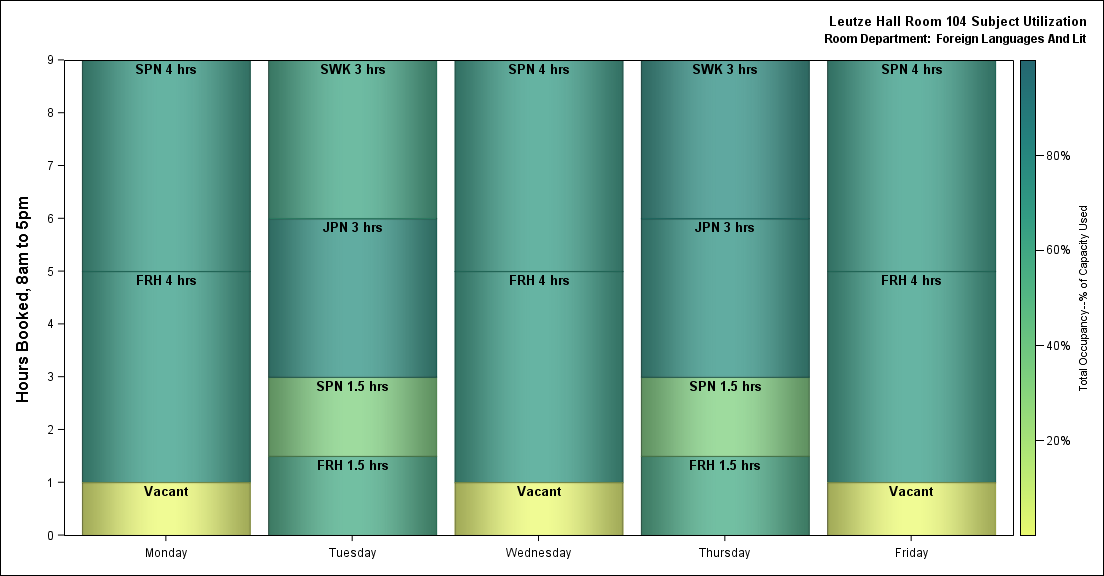 Leutze Hall Room 104 Subject Utilization
Room Department: Foreign Languages And Lit
Hours Booked, 8am to 5pm
9
8
7
6
5
4
3
2
1
0
SPN 4 hrs
FRH 4 hrs
Vacant
SWK 3 hrs
JPN 3 hrs
SPN 1.5 hrs
FRH 1.5 hrs
SPN 4 hrs
FRH 4 hrs
Vacant
SWK 3 hrs
JPN 3 hrs
SPN 1.5 hrs
FRH 1.5 hrs
SPN 4 hrs
FRH 4 hrs
Vacant
Monday
Tuesday
Wednesday
Thursday
Friday
80%
60%
40%
20%
Total Occupancy--% of Capacity Used